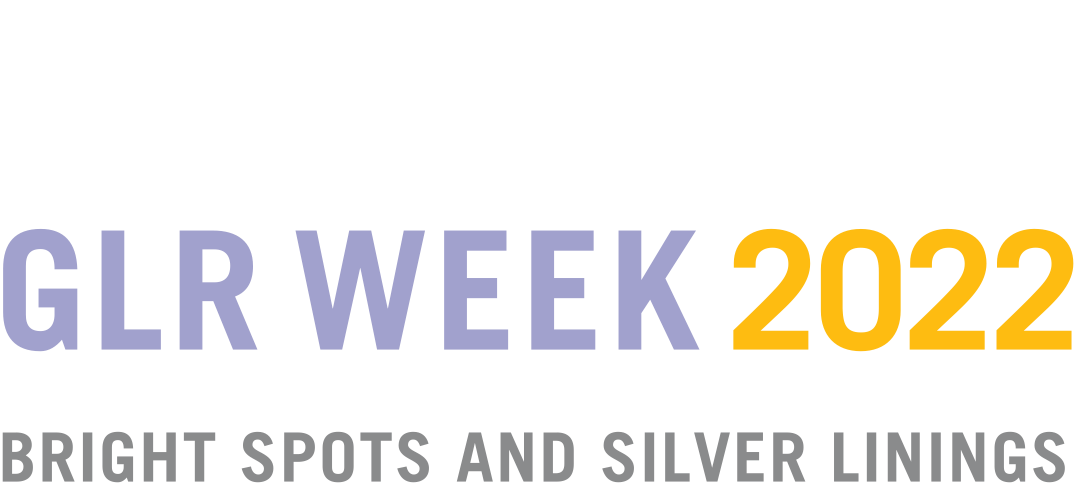 GLR WEEK 2022
BRIGHT SPOTS AND SILVER LININGS